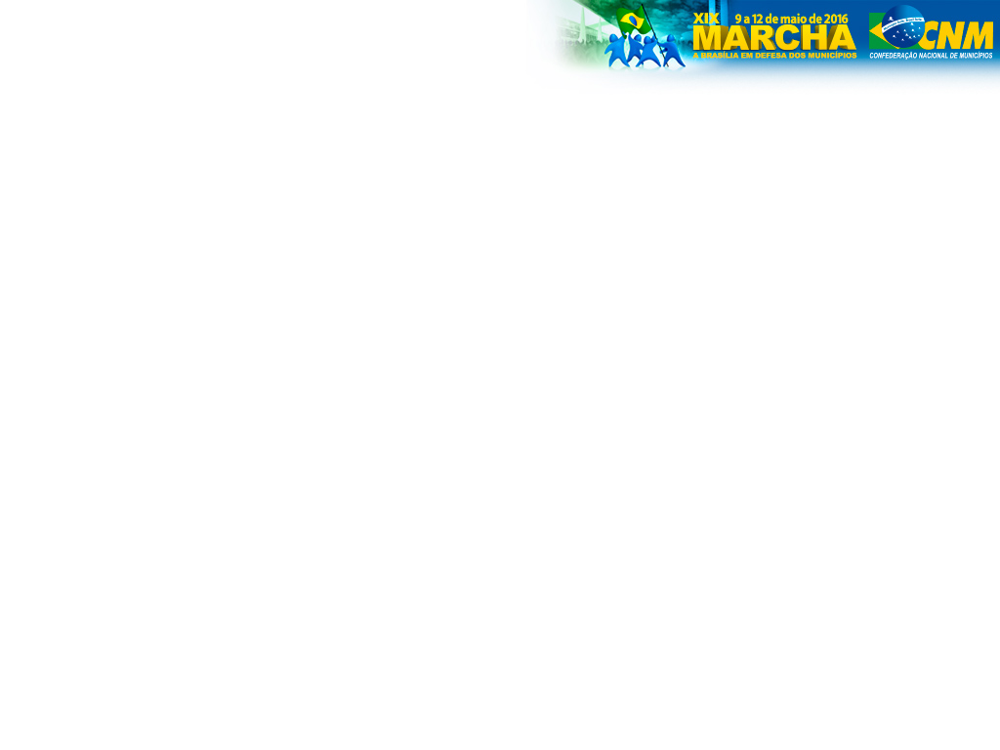 XIX 9 a 12 de maio de 2016
MARCHA
A BRASÍLIA EM DEFESA DOS MUNICÍPIOS
CNM
CONFEDERAÇÃO NACIONAL DE MUNICÍPIOS